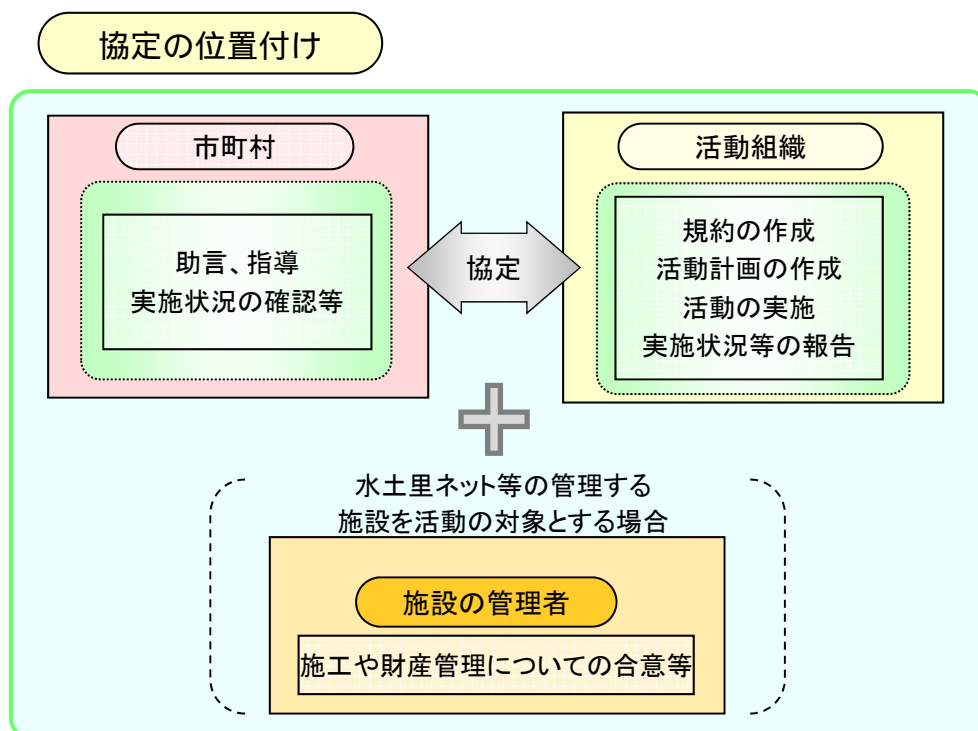 協定の位置付け
市町村
助言、指導
実施状況の確認等
協定
活動組織
規約の作成
活動計画の作成
活動の実施
実施状況等の報告
水土里ネット等の管理する
施設を活動の対象とする場合
施設の管理者
施工や財産管理についての合意等